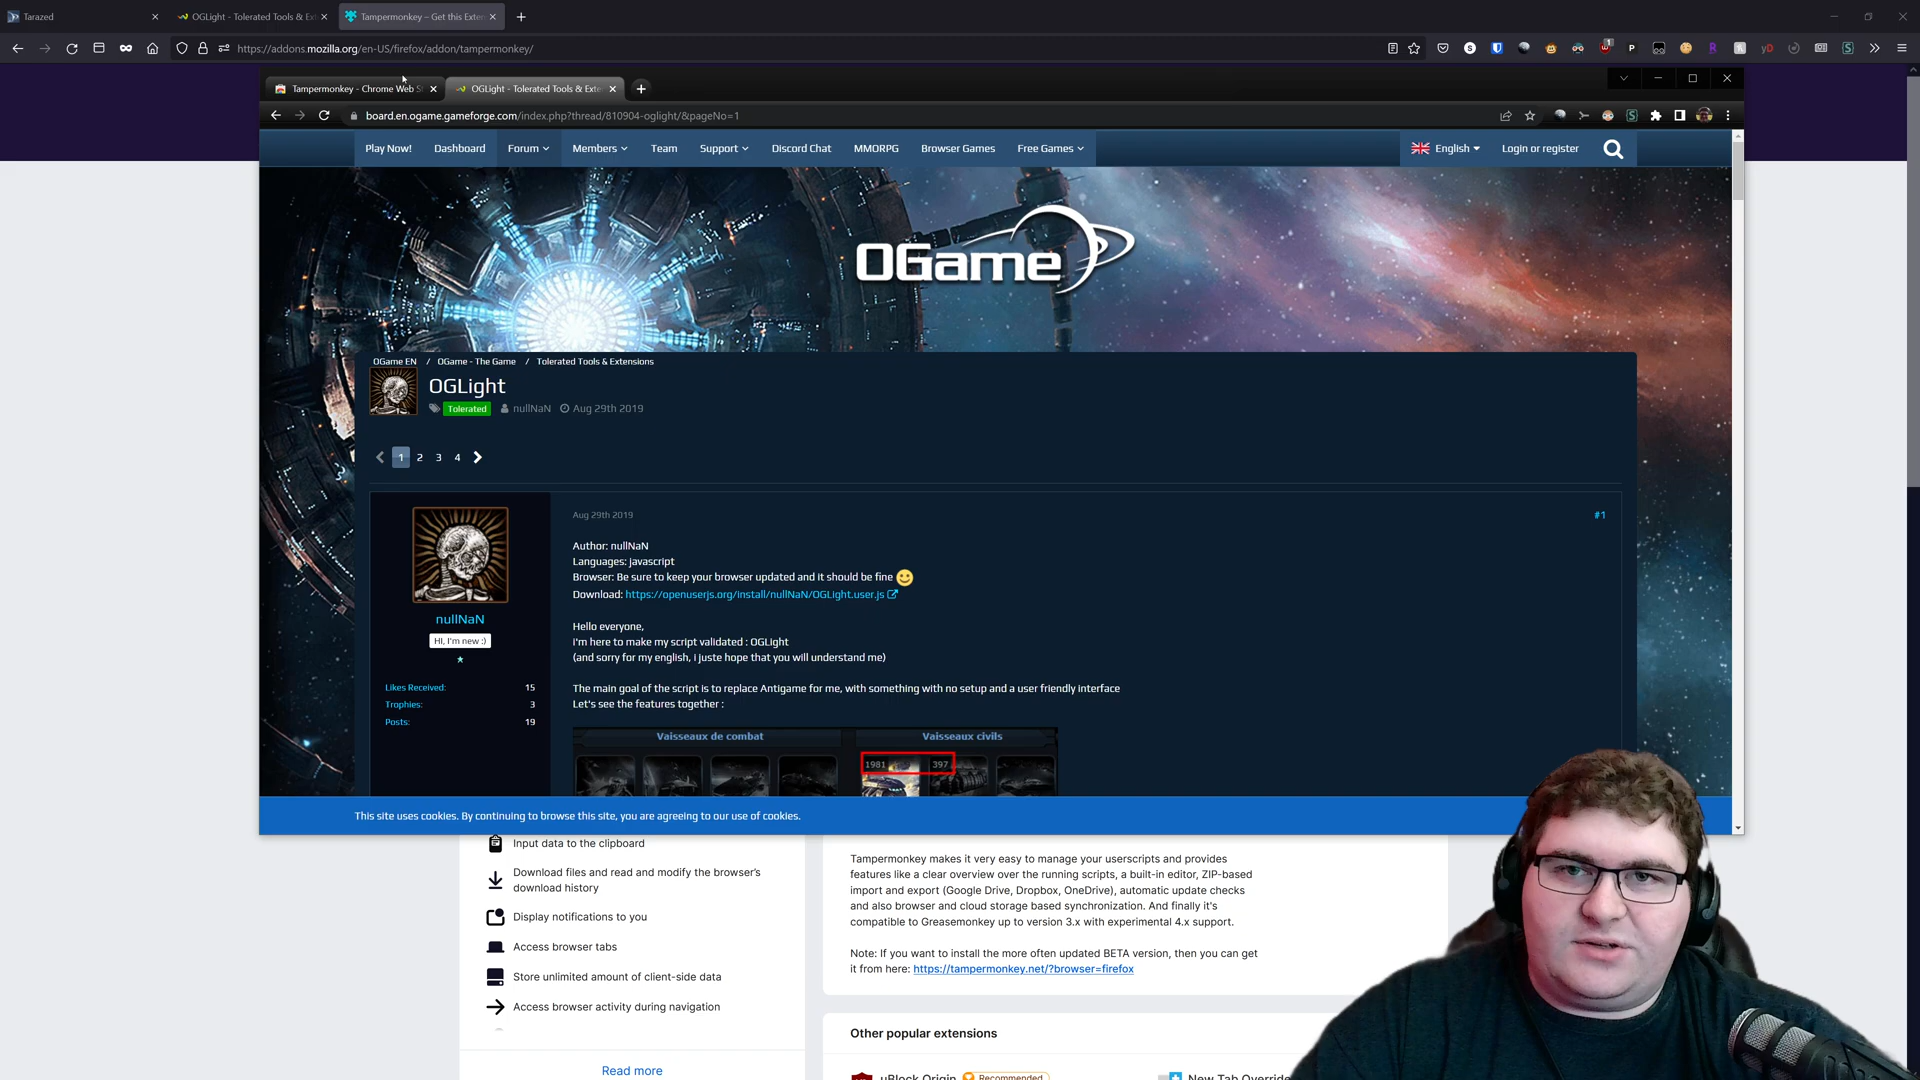 Tarazed
OGLight - Tolerated Tools & Ext
Tampermonkey – Get this Exten
https://addons.mozilla.org/en-US/firefox/addon/tampermonkey/
Tampermonkey - Chrome Web St
OGLight - Tolerated Tools & Exte
board.en.ogame.gameforge.com/index.php?thread/810904-oglight/&pageNo=1
Play Now!
Dashboard
Forum
Members
Team
Support
Discord Chat
MMORPG
Browser Games
Free Games
English
Login or register
OGame
OGame EN / OGame - The Game / Tolerated Tools & Extensions
OGLight
Tolerated nullNaN Aug 29th 2019
1 2 3 4
Aug 29th 2019
#1
Author: nullNaN
Languages: javascript
Browser: Be sure to keep your browser updated and it should be fine
Download: https://openuserjs.org/install/nullNaN/OGLight.user.js
nullNaN
Hi, I'm new :)
Hello everyone,
i'm here to make my script validated : OGLight
(and sorry for my english, i juste hope that you will understand me)
Likes Received: 15
Trophies: 3
Posts: 19
The main goal of the script is to replace Antigame for me, with something with no setup and a user friendly interface
Let's see the features together :
Vaisseaux de combat
Vaisseaux civils
1981
397
This site uses cookies. By continuing to browse this site, you are agreeing to our use of cookies.
Input data to the clipboard
Download files and read and modify the browser's
download history
Display notifications to you
Access browser tabs
Store unlimited amount of client-side data
Access browser activity during navigation
Read more
Tampermonkey makes it very easy to manage your userscripts and provides
features like a clear overview over the running scripts, a built-in editor, ZIP-based
import and export (Google Drive, Dropbox, OneDrive), automatic update checks
and also browser and cloud storage based synchronization. And finally it's
compatible to Greasemonkey up to version 3.x with experimental 4.x support.
Note: If you want to install the more often updated BETA version, then you can get
it from here: https://tampermonkey.net/?browser=firefox
Other popular extensions
uBlock Origin
Recommended
New Tab Override